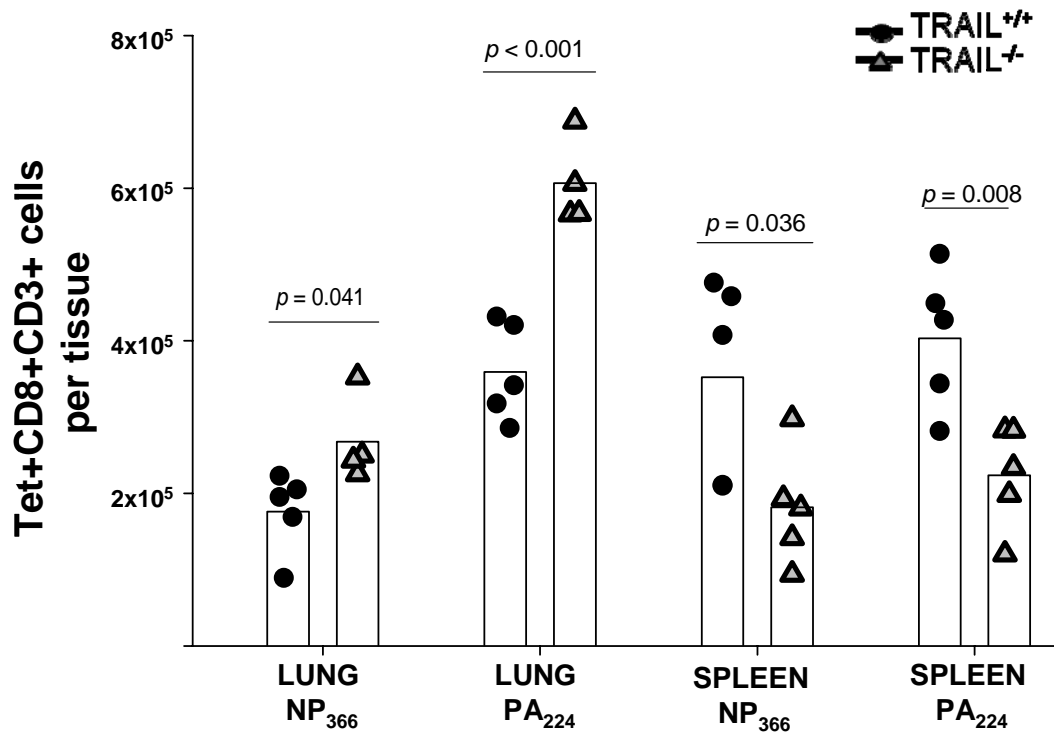 TRAIL+/+
TRAIL-/-
8x10⁵
6x10⁵
4x10⁵
2x10⁵
Tet+CD8+CD3+ cells
per tissue
p = 0.041
p < 0.001
p = 0.036
p = 0.008
LUNG
NP₃₆₆
LUNG
PA₂₂₄
SPLEEN
NP₃₆₆
SPLEEN
PA₂₂₄